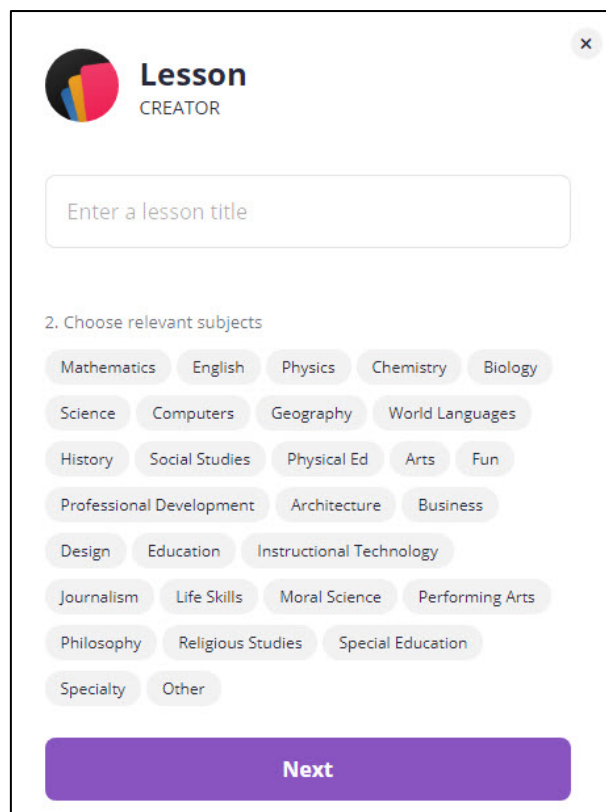 ×
Lesson
CREATOR
Enter a lesson title
2. Choose relevant subjects
Mathematics English Physics Chemistry Biology
Science Computers Geography World Languages
History Social Studies Physical Ed Arts Fun
Professional Development Architecture Business
Design Education Instructional Technology
Journalism Life Skills Moral Science Performing Arts
Philosophy Religious Studies Special Education
Specialty Other
Next